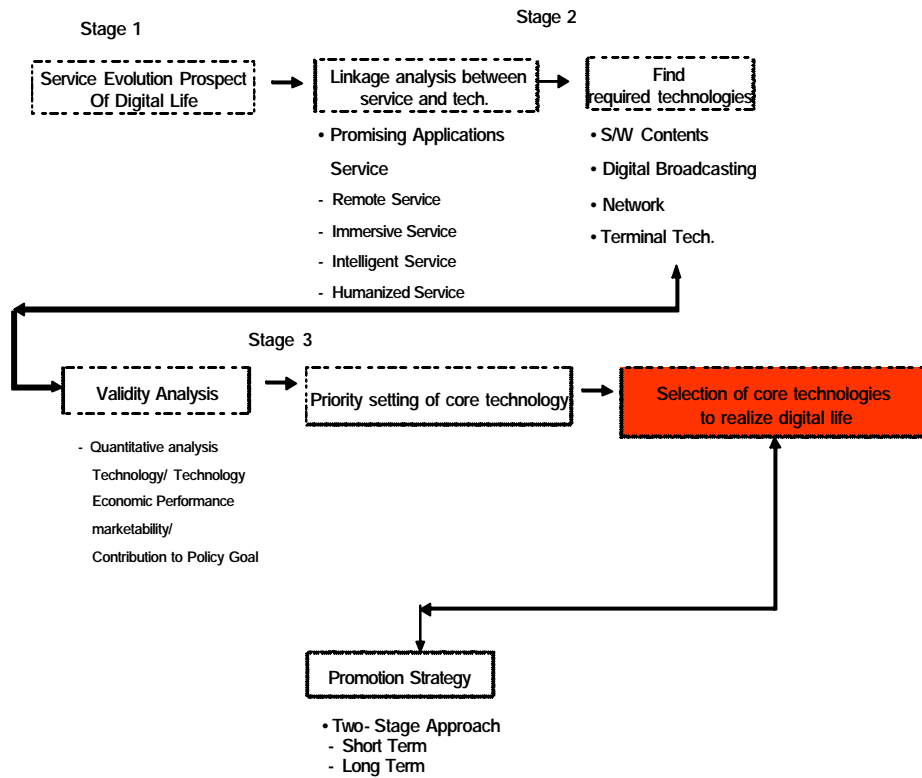 Stage 1
Stage 2
Service Evolution Prospect
Of Digital Life
Linkage analysis between
service and tech.
Find
required technologies
• Promising Applications
Service
- Remote Service
- Immersive Service
- Intelligent Service
- Humanized Service
• S/W Contents
• Digital Broadcasting
• Network
• Terminal Tech.
Stage 3
Validity Analysis
Priority setting of core technology
Selection of core technologies
to realize digital life
- Quantitative analysis
Technology/ Technology
Economic Performance
marketability/
Contribution to Policy Goal
Promotion Strategy
• Two- Stage Approach
- Short Term
- Long Term